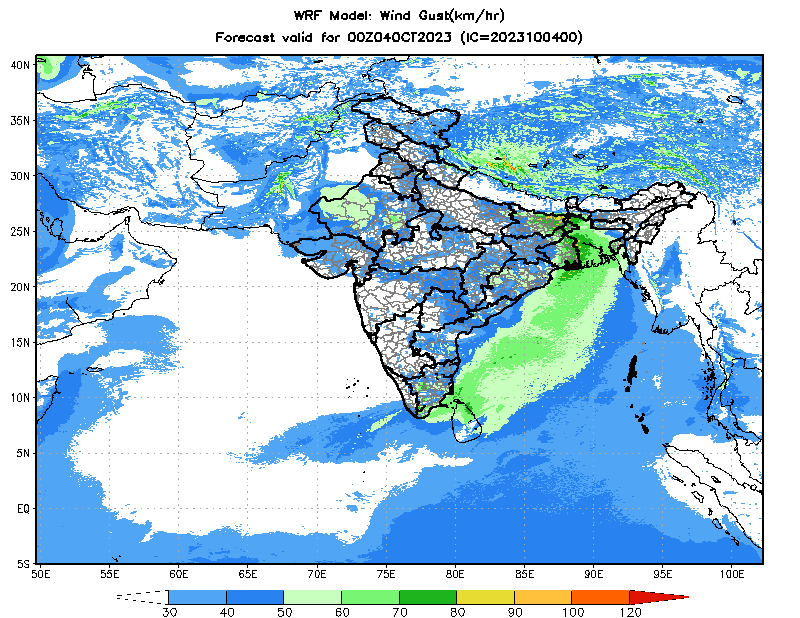 WRF Model: Wind Gust(km/hr)
Forecast valid for 00Z04OCT2023 (IC=2023100400)
40N
35N
30N
25N
20N
15N
10N
5N
EQ
5S
50E 55E 60E 65E 70E 75E 80E 85E 90E 95E 100E
30 40 50 60 70 80 90 100 120